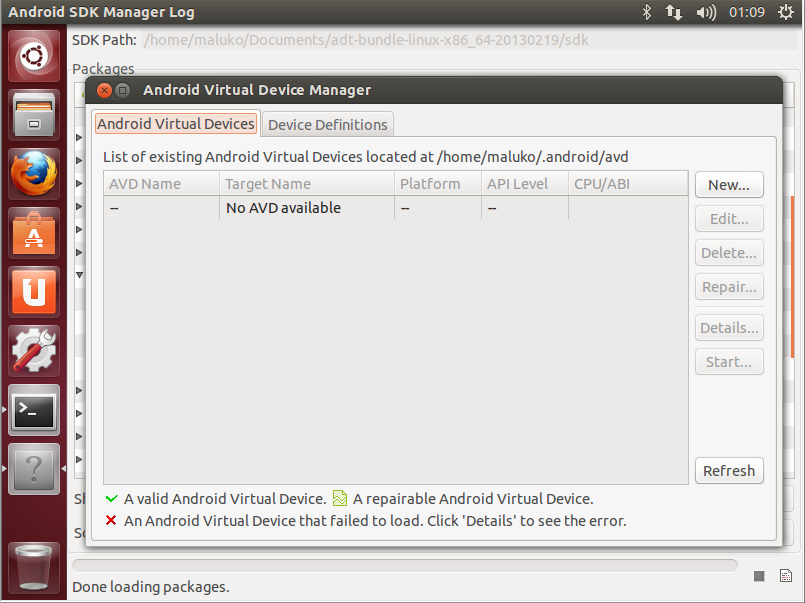 Android SDK Manager Log 01:09
SDK Path: /home/maluko/Documents/adt-bundle-linux-x86_64-20130219/sdk
Packages
Android Virtual Device Manager
Android Virtual Devices Device Definitions
List of existing Android Virtual Devices located at /home/maluko/.android/avd
AVD Name Target Name Platform API Level CPU/ABI
-- No AVD available -- --
New...
Edit...
Delete...
Repair...
Details...
Start...
Refresh
A valid Android Virtual Device. A repairable Android Virtual Device.
An Android Virtual Device that failed to load. Click 'Details' to see the error.
Done loading packages.